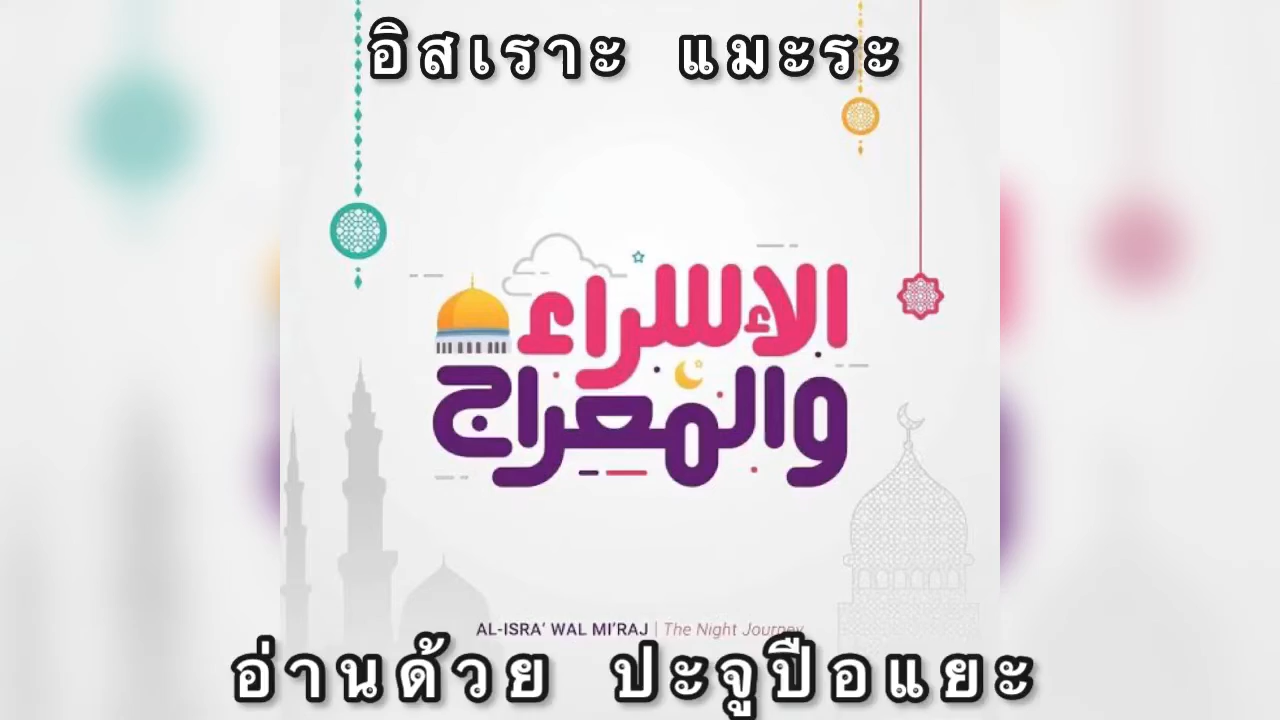 อิสเราะ แมะระ
الإسراء
والمعراج
AL-ISRA' WAL MI'RAJ | The Night Journey
อ่านด้วย ปะจูปือแยะ